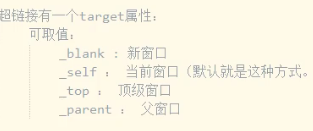 超链接有一个target属性：
可取值：
_blank : 新窗口
_self : 当前窗口（默认就是这种方式。
_top : 顶级窗口
_parent : 父窗口